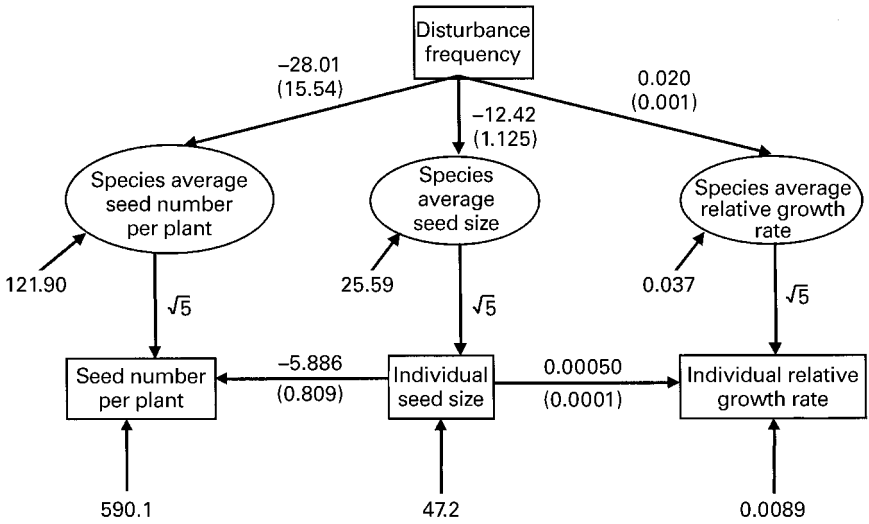 Disturbance
frequency
–28.01
(15.54)
–12.42
(1.125)
0.020
(0.001)
Species average
seed number
per plant
Species
average
seed size
Species average
relative growth
rate
121.90
25.59
0.037
√5
√5
√5
Seed number
per plant
–5.886
(0.809)
Individual
seed size
0.00050
(0.0001)
Individual relative
growth rate
590.1
47.2
0.0089